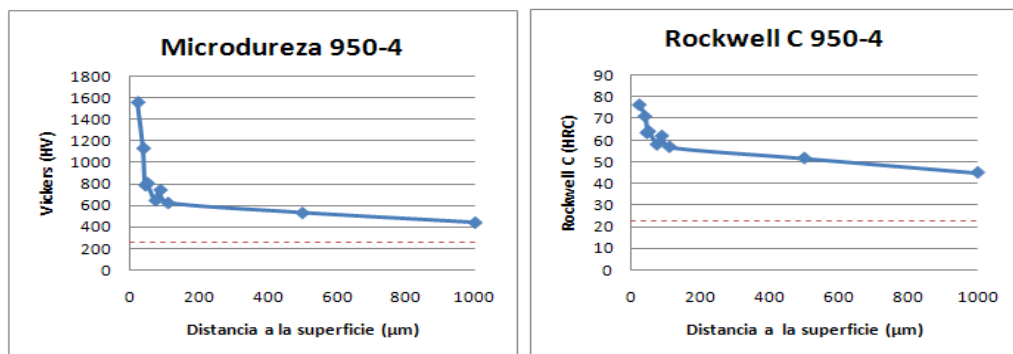 Microdureza 950-4
Vickers (HV)
1800
1600
1400
1200
1000
800
600
400
200
0
0 200 400 600 800 1000
Distancia a la superficie (µm)
Rockwell C 950-4
Rockwell C (HRC)
90
80
70
60
50
40
30
20
10
0
0 200 400 600 800 1000
Distancia a la superficie (µm)